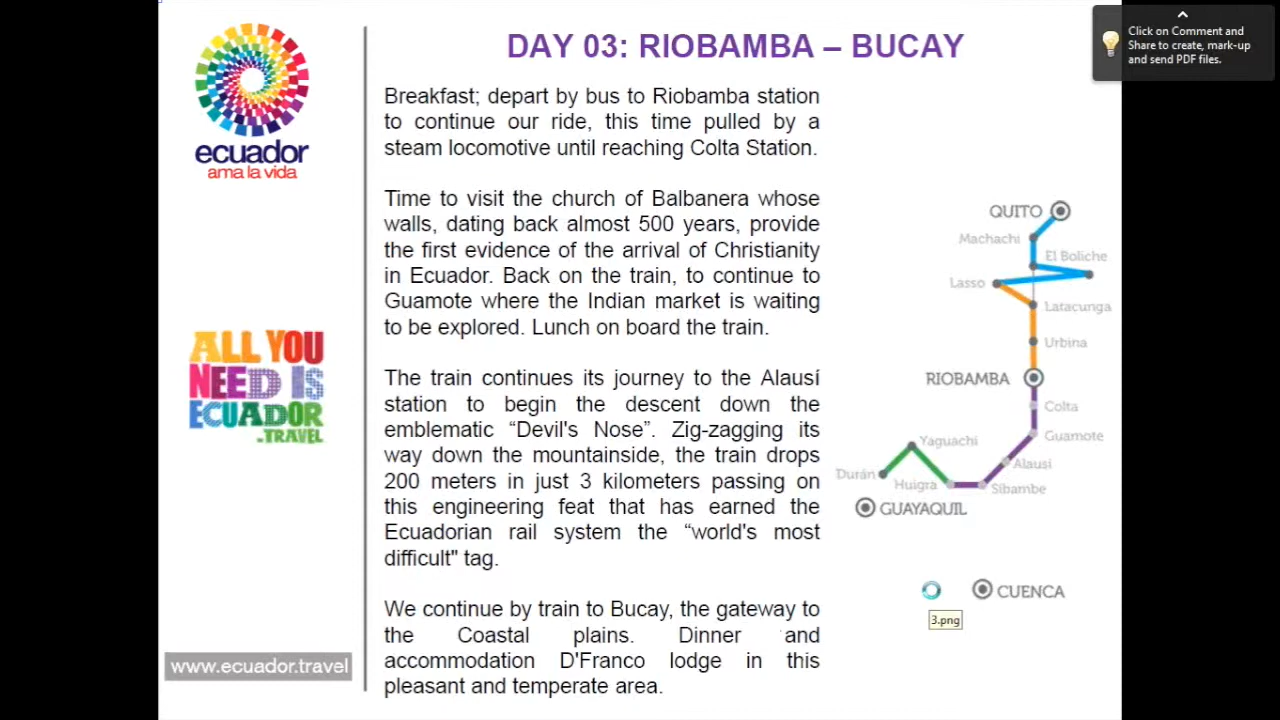 DAY 03: RIOBAMBA – BUCAY
Click on Comment and
Share to create, mark-up
and send PDF files.
ecuador
ama la vida
Breakfast; depart by bus to Riobamba station
to continue our ride, this time pulled by a
steam locomotive until reaching Colta Station.
Time to visit the church of Balbanera whose
walls, dating back almost 500 years, provide
the first evidence of the arrival of Christianity
in Ecuador. Back on the train, to continue to
Guamote where the Indian market is waiting
to be explored. Lunch on board the train.
ALL YOU
NEED IS
ECUADOR
.TRAVEL
The train continues its journey to the Alausí
station to begin the descent down the
emblematic “Devil's Nose”. Zig-zagging its
way down the mountainside, the train drops
200 meters in just 3 kilometers passing on
this engineering feat that has earned the
Ecuadorian rail system the “world's most
difficult" tag.
We continue by train to Bucay, the gateway to
the Coastal plains. Dinner and
accommodation D'Franco lodge in this
pleasant and temperate area.
www.ecuador.travel
QUITO
Machachi
El Boliche
Lasso
Latacunga
Urbina
RIOBAMBA
Colta
Guamote
Yaguachi
Alausí
Durán
Huigra
Sibambe
GUAYAQUIL
CUENCA
3.png